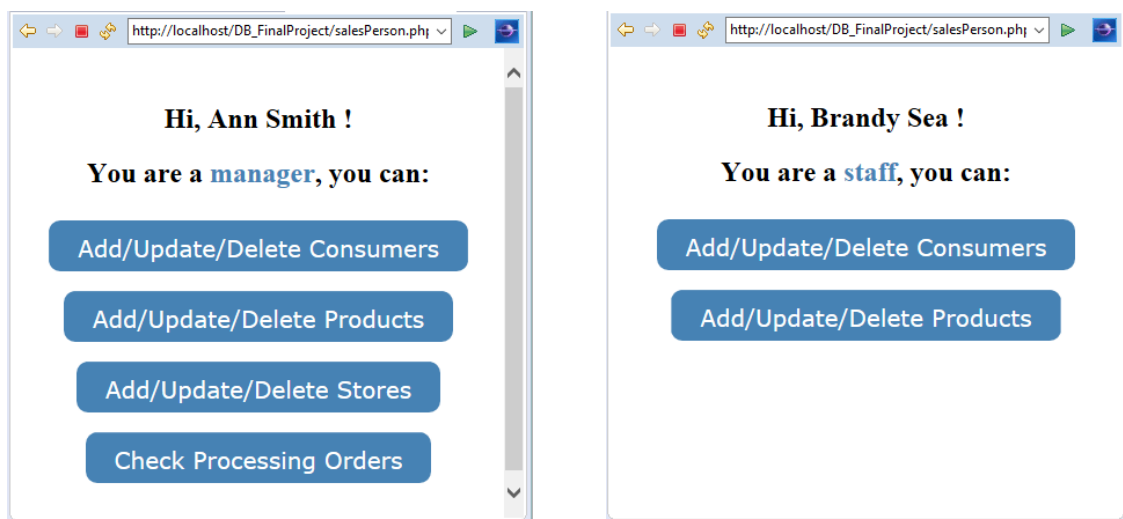 http://localhost/DB_FinalProject/salesPerson.php
Hi, Ann Smith !
You are a manager, you can:
Add/Update/Delete Consumers
Add/Update/Delete Products
Add/Update/Delete Stores
Check Processing Orders
http://localhost/DB_FinalProject/salesPerson.php
Hi, Brandy Sea !
You are a staff, you can:
Add/Update/Delete Consumers
Add/Update/Delete Products